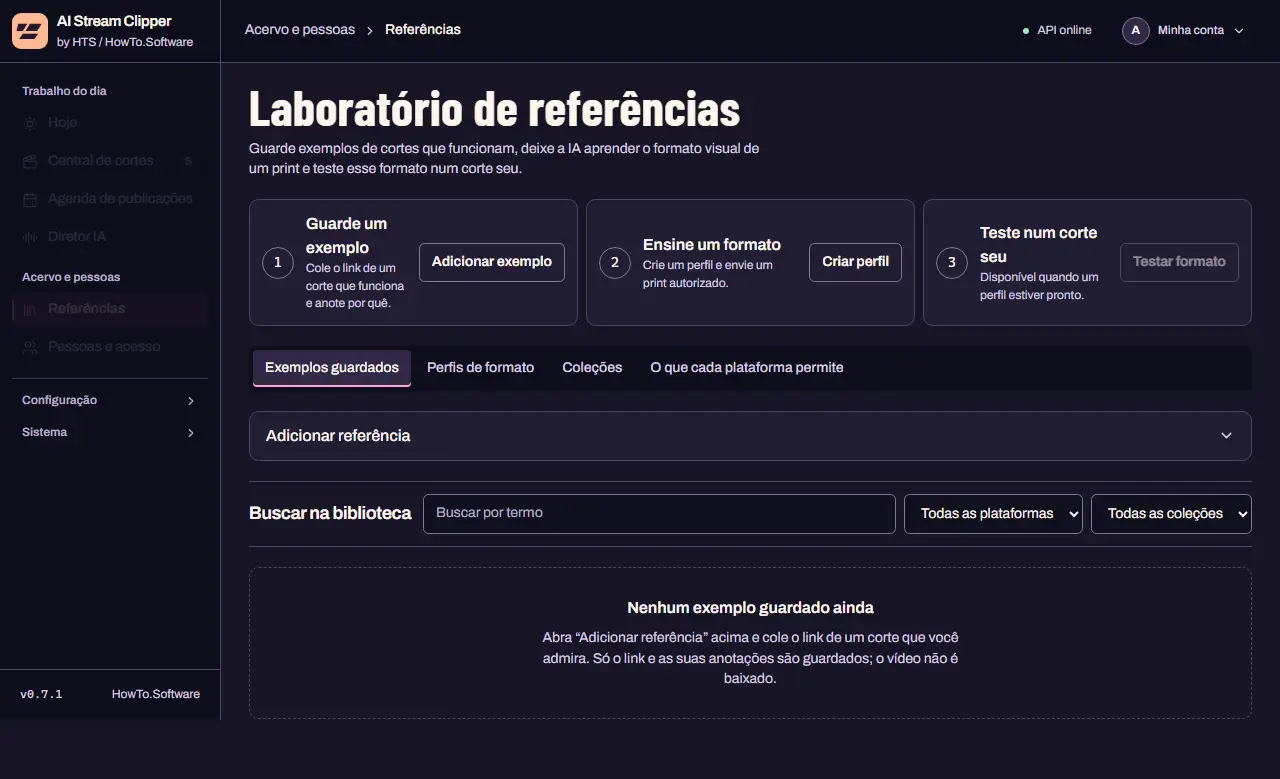 AI Stream Clipper
by HTS / HowTo.Software
Acervo e pessoas > Referências
API online
A
Minha conta
Trabalho do dia
Hoje
Central de cortes 5
Agenda de publicações
Diretor IA
Acervo e pessoas
Referências
Pessoas e acesso
Configuração
Sistema
v0.7.1
HowTo.Software
Laboratório de referências
Guarde exemplos de cortes que funcionam, deixe a IA aprender o formato visual de
um print e teste esse formato num corte seu.
1
Guarde um
exemplo
Cole o link de um
corte que funciona
e anote por quê.
Adicionar exemplo
2
Ensine um formato
Crie um perfil e envie um
print autorizado.
Criar perfil
3
Teste num corte
seu
Disponível quando um
perfil estiver pronto.
Testar formato
Exemplos guardados
Perfis de formato
Coleções
O que cada plataforma permite
Adicionar referência
Buscar na biblioteca
Buscar por termo
Todas as plataformas
Todas as coleções
Nenhum exemplo guardado ainda
Abra “Adicionar referência” acima e cole o link de um corte que você
admira. Só o link e as suas anotações são guardados; o vídeo não é
baixado.